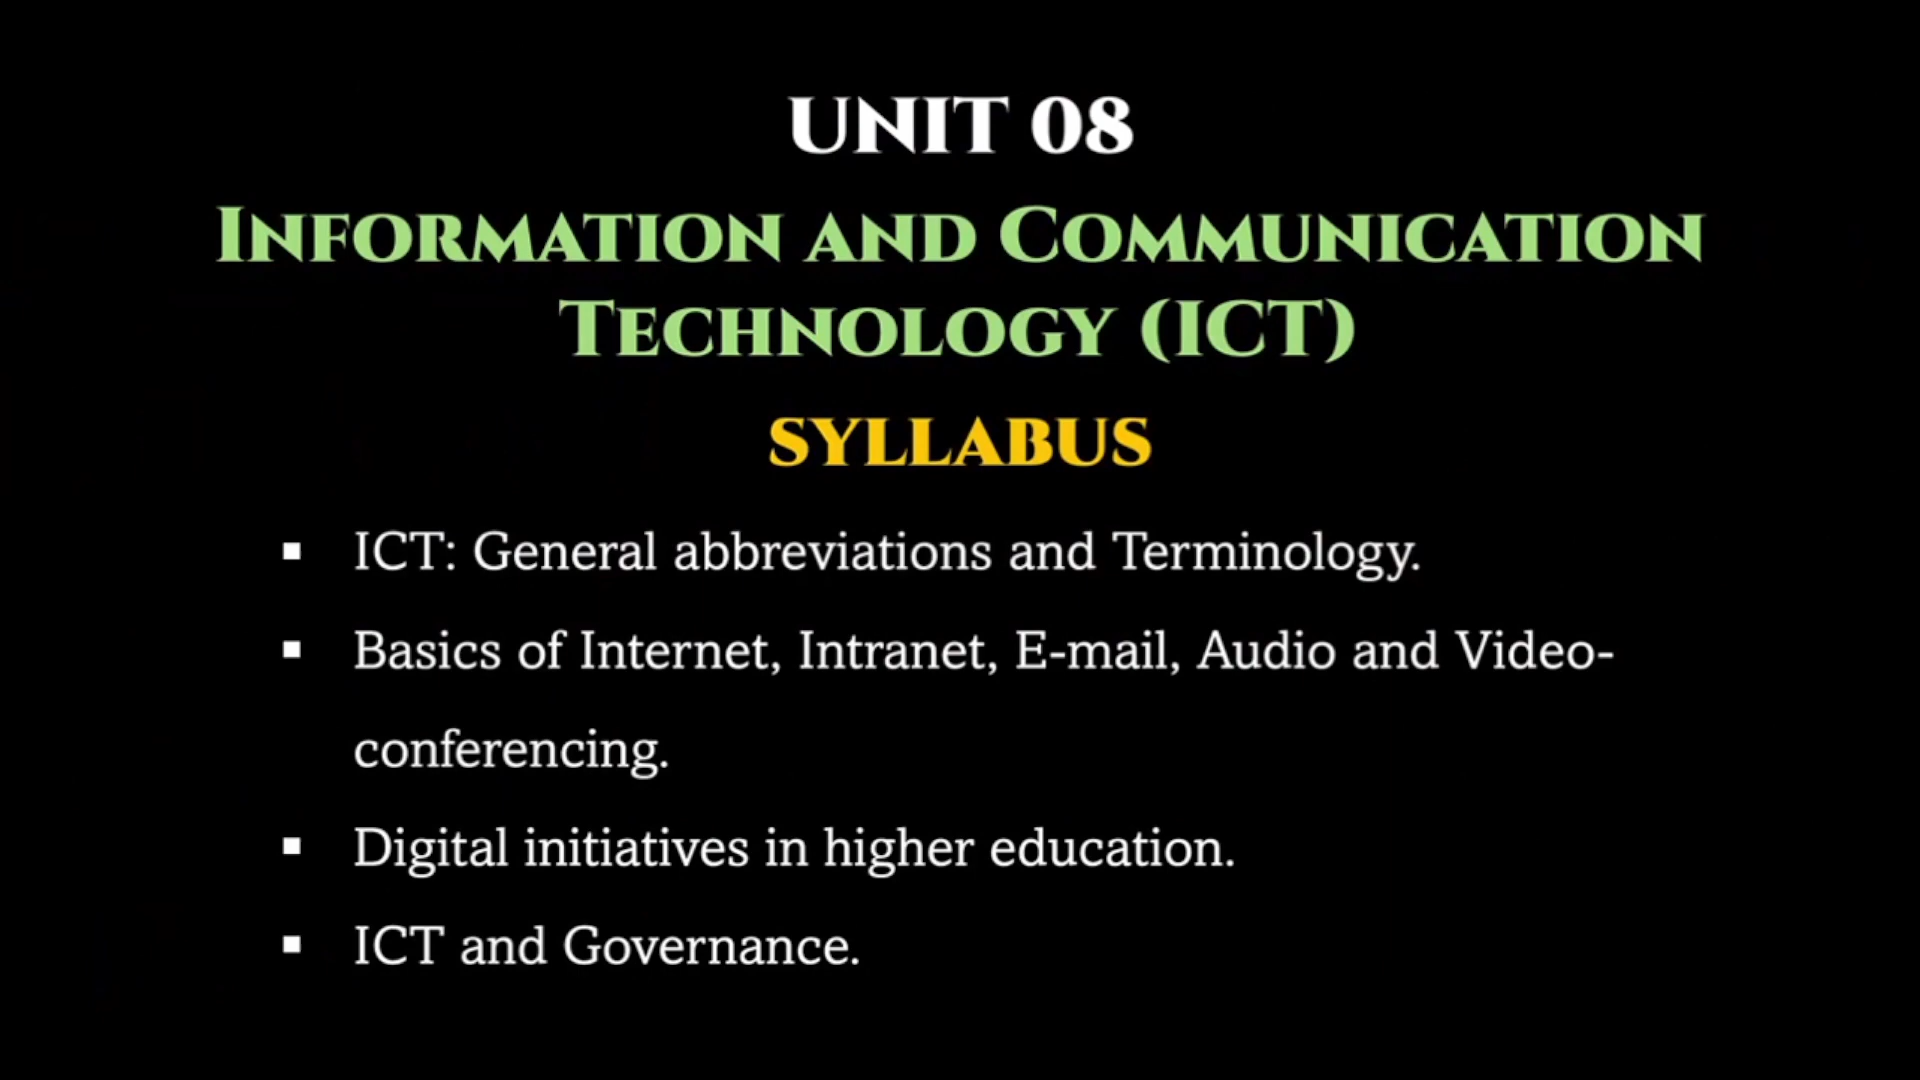 UNIT 08
Information and Communication
Technology (ICT)
SYLLABUS
▪ ICT: General abbreviations and Terminology.
▪ Basics of Internet, Intranet, E-mail, Audio and Video-
conferencing.
▪ Digital initiatives in higher education.
▪ ICT and Governance.